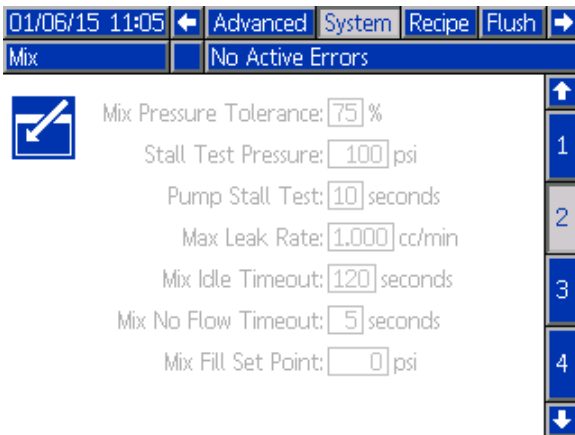 01/06/15 11:05 Advanced System Recipe Flush
Mix No Active Errors
Mix Pressure Tolerance: 75 %
Stall Test Pressure: 100 psi
Pump Stall Test: 10 seconds
Max Leak Rate: 1.000 cc/min
Mix Idle Timeout: 120 seconds
Mix No Flow Timeout: 5 seconds
Mix Fill Set Point: 0 psi
1
2
3
4